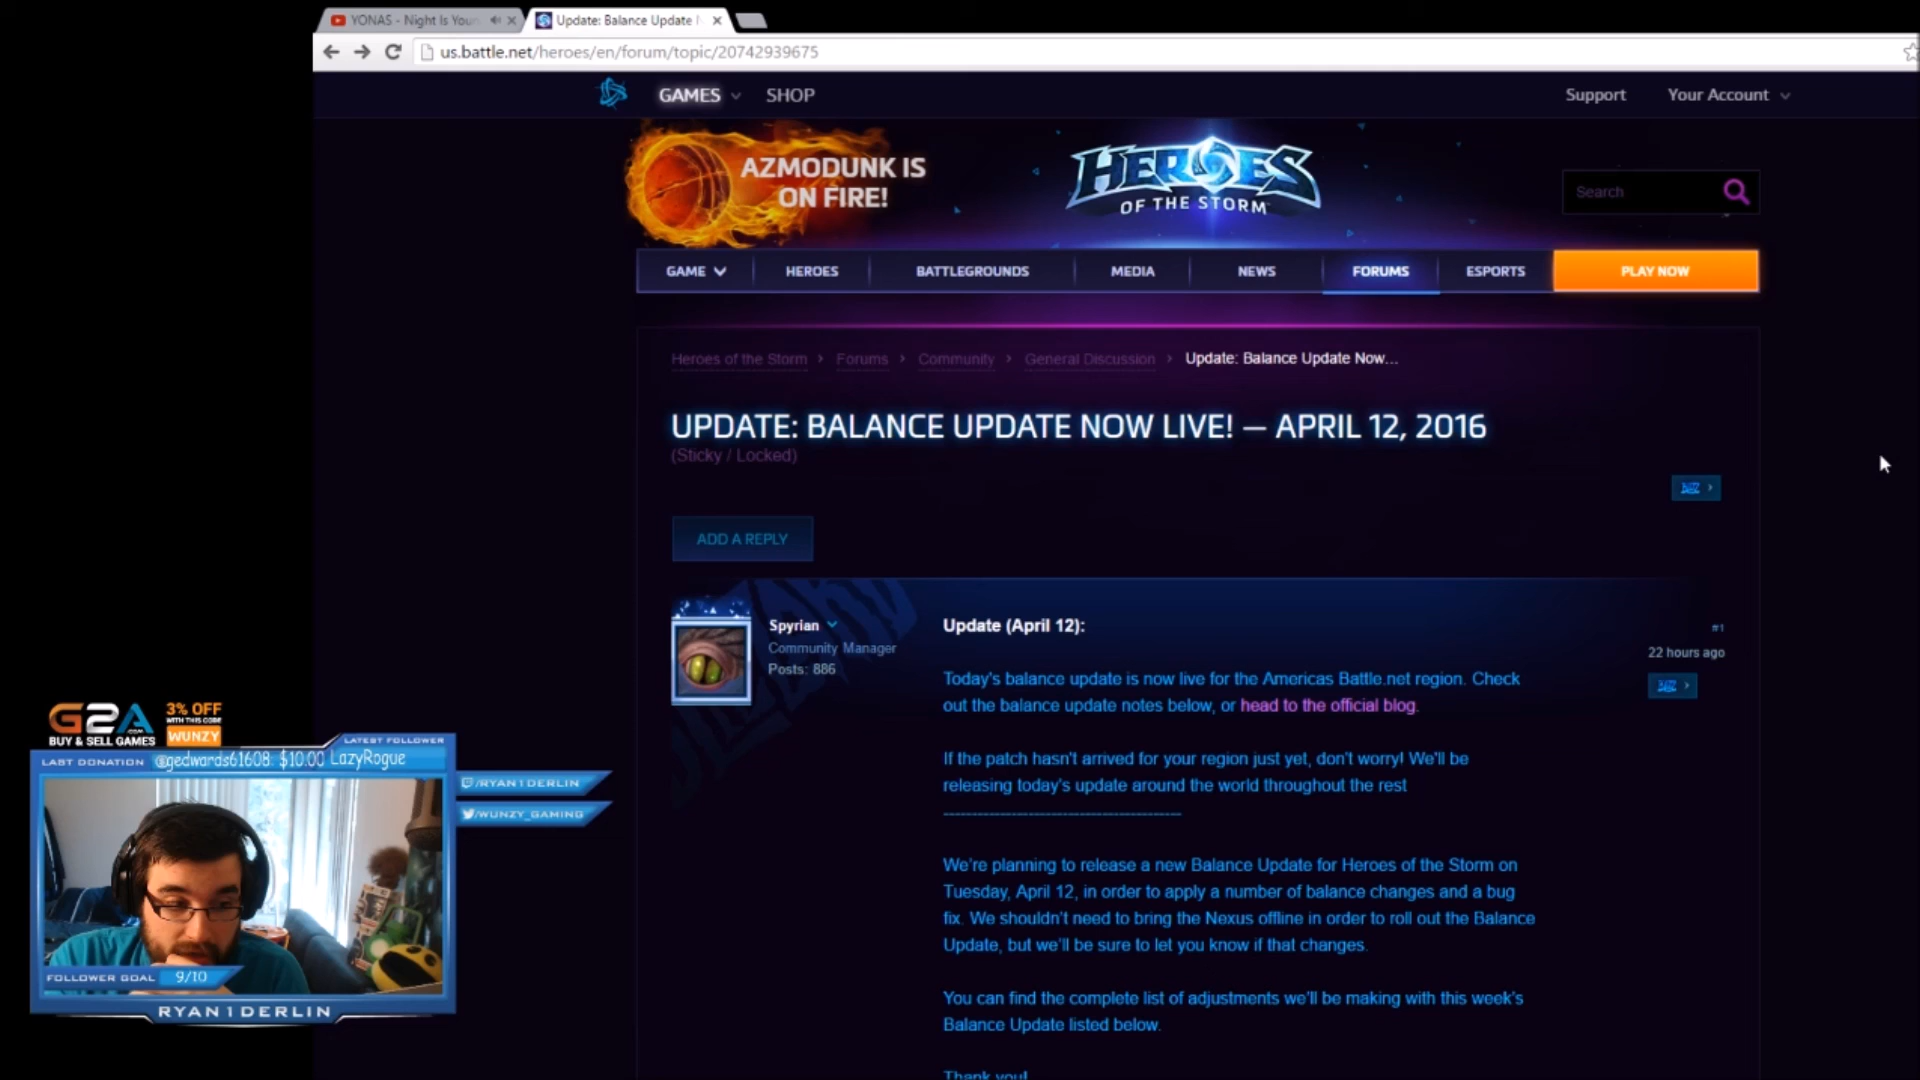 YONAS - Night Is Youn
Update: Balance Update N
us.battle.net/heroes/en/forum/topic/20742939675
GAMES
SHOP
Support
Your Account
AZMODUNK IS
ON FIRE!
HEROES
OF THE STORM
Search
GAME
HEROES
BATTLEGROUNDS
MEDIA
NEWS
FORUMS
ESPORTS
PLAY NOW
Heroes of the Storm > Forums > Community > General Discussion > Update: Balance Update Now...
UPDATE: BALANCE UPDATE NOW LIVE! — APRIL 12, 2016
(Sticky / Locked)
ADD A REPLY
Spyrian
Community Manager
Posts: 886
Update (April 12):
#1
22 hours ago
Today's balance update is now live for the Americas Battle.net region. Check
out the balance update notes below, or head to the official blog.
If the patch hasn't arrived for your region just yet, don't worry! We'll be
releasing today's update around the world throughout the rest
We're planning to release a new Balance Update for Heroes of the Storm on
Tuesday, April 12, in order to apply a number of balance changes and a bug
fix. We shouldn't need to bring the Nexus offline in order to roll out the Balance
Update, but we'll be sure to let you know if that changes.
You can find the complete list of adjustments we'll be making with this week's
Balance Update listed below.
Thank you!
G2A.COM
BUY & SELL GAMES
3% OFF
WITH THIS CODE
WUNZY
LATEST FOLLOWER
LAST DONATION @gedwards61608: $10.00 LazyRogue
/RYAN1DERLIN
/WUNZY_GAMING
FOLLOWER GOAL 9/10
RYAN1DERLIN